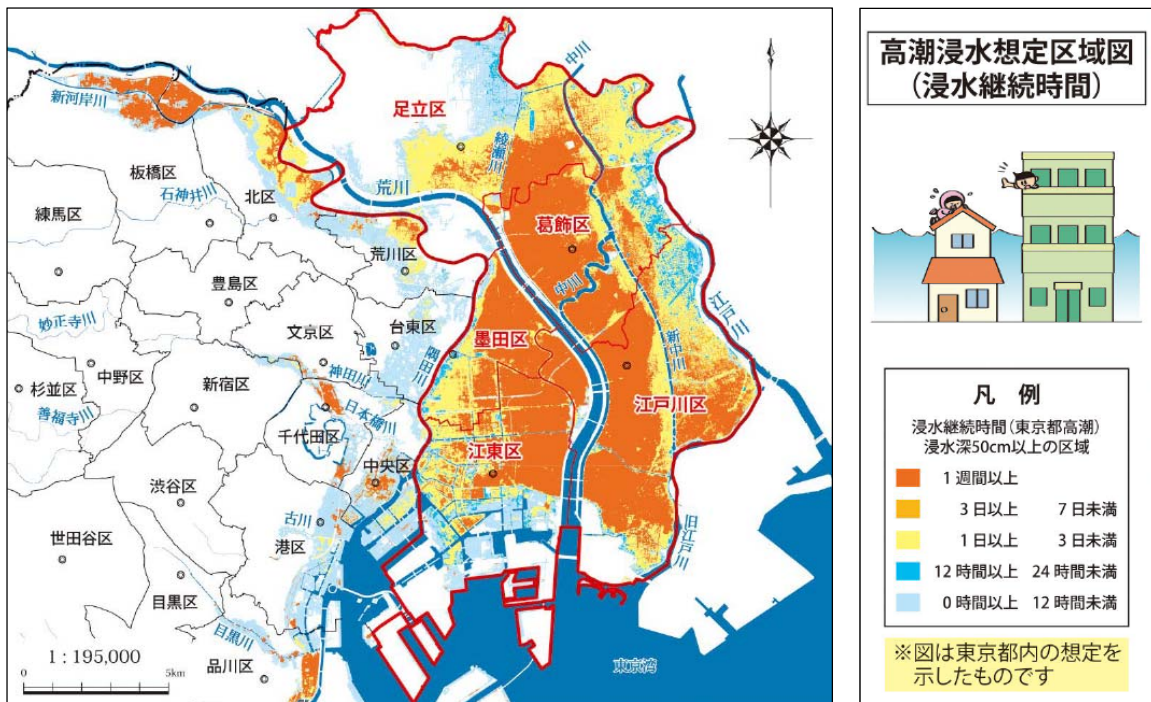 新河岸川
中川
足立区
綾瀬川
板橋区
石神井川
北区
荒川
練馬区
葛飾区
荒川区
豊島区
中川
江戸川
妙正寺川
文京区
台東区
墨田区
隅田川
新中川
中野区
神田川
杉並区
新宿区
日本橋川
江戸川区
善福寺川
千代田区
江東区
中央区
渋谷区
古川
旧江戸川
世田谷区
港区
目黒区
目黒川
1:195,000
品川区
0
5km
東京湾
高潮浸水想定区域図
(浸水継続時間)
凡 例
浸水継続時間(東京都高潮)
浸水深50cm以上の区域
1週間以上
3日以上 7日未満
1日以上 3日未満
12時間以上 24時間未満
0時間以上 12時間未満
※図は東京都内の想定を
示したものです